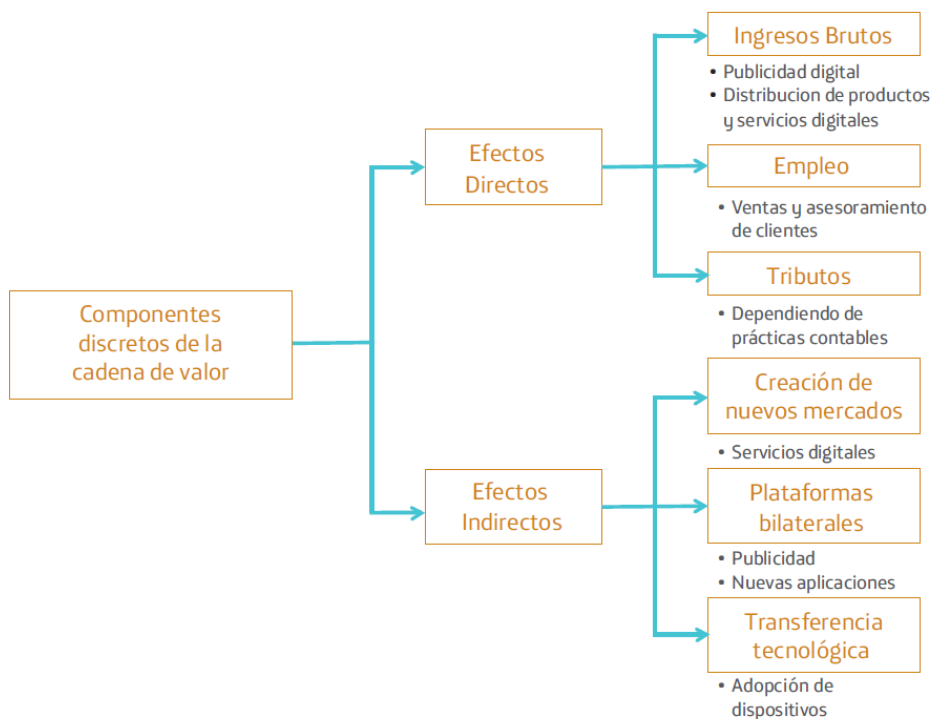 Componentes
discretos de la
cadena de valor
Efectos
Directos
Ingresos Brutos
• Publicidad digital
• Distribucion de productos
y servicios digitales
Empleo
• Ventas y asesoramiento
de clientes
Tributos
• Dependiendo de
prácticas contables
Efectos
Indirectos
Creación de
nuevos mercados
• Servicios digitales
Plataformas
bilaterales
• Publicidad
• Nuevas aplicaciones
Transferencia
tecnológica
• Adopción de
dispositivos